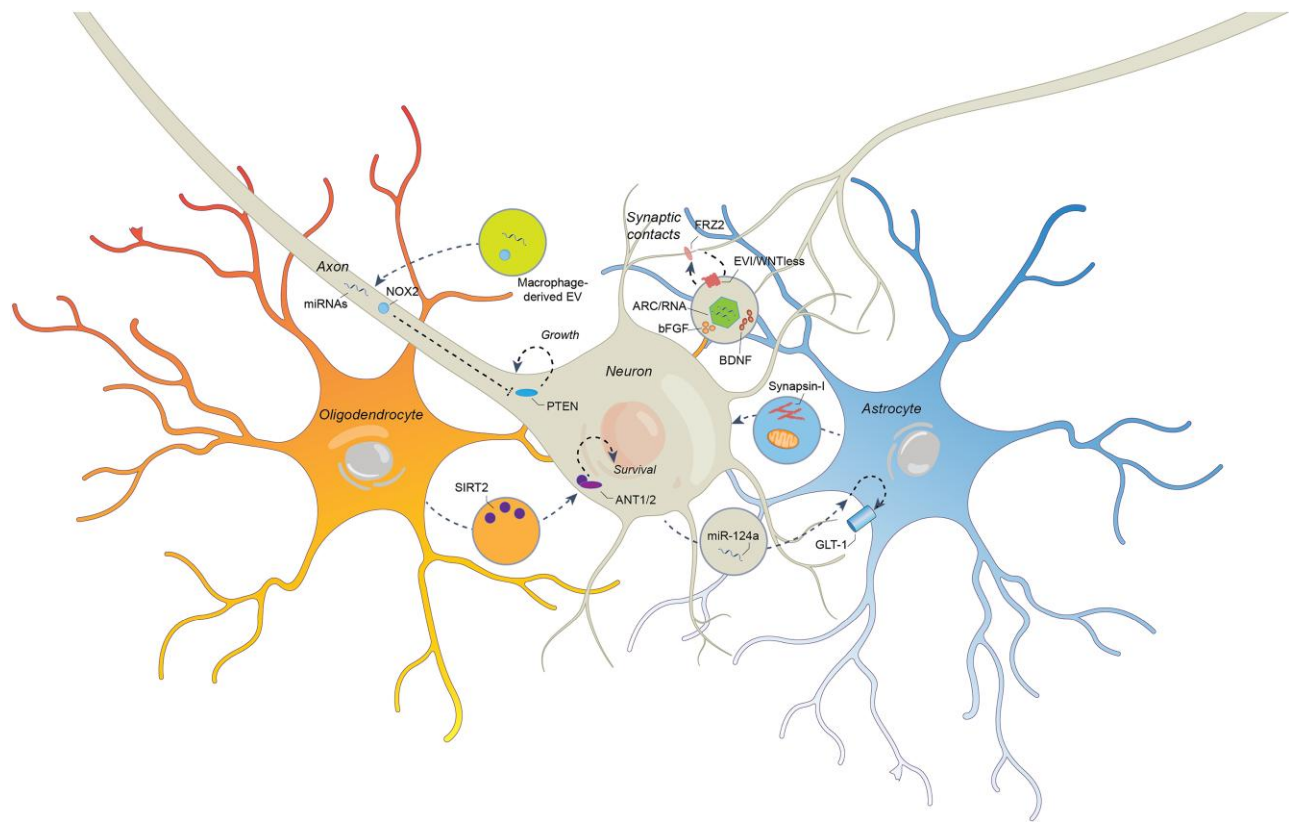 Synaptic
contacts
FRZ2
Axon
EVI/WNTless
miRNAs
NOX2
Macrophage-
derived EV
ARC/RNA
bFGF
BDNF
Growth
Neuron
Synapsin-I
PTEN
Oligodendrocyte
Astrocyte
Survival
SIRT2
ANT1/2
miR-124a
GLT-1